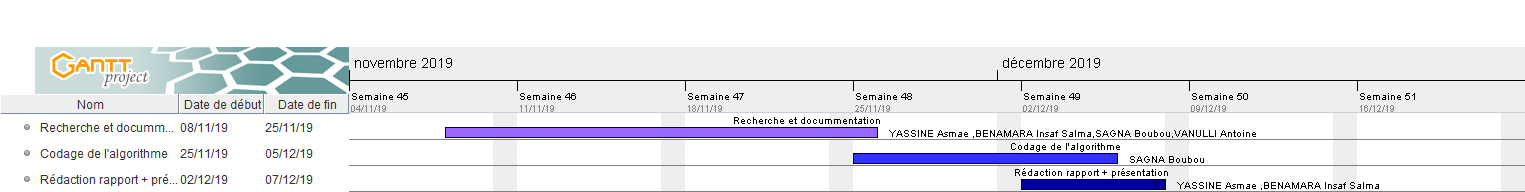 GANTT
project
novembre 2019
décembre 2019
Nom Date de début Date de fin
Semaine 45 Semaine 46 Semaine 47 Semaine 48 Semaine 49 Semaine 50 Semaine 51
04/11/19 11/11/19 18/11/19 25/11/19 02/12/19 09/12/19 16/12/19
Recherche et docummentation
Recherche et documm... 08/11/19 25/11/19
YASSINE Asmae ,BENAMARA Insaf Salma,SAGNA Boubou,VANULLI Antoine
Codage de l'algorithme
Codage de l'algorithme 25/11/19 05/12/19
SAGNA Boubou
Rédaction rapport + présentation
Rédaction rapport + pré... 02/12/19 07/12/19
YASSINE Asmae ,BENAMARA Insaf Salma